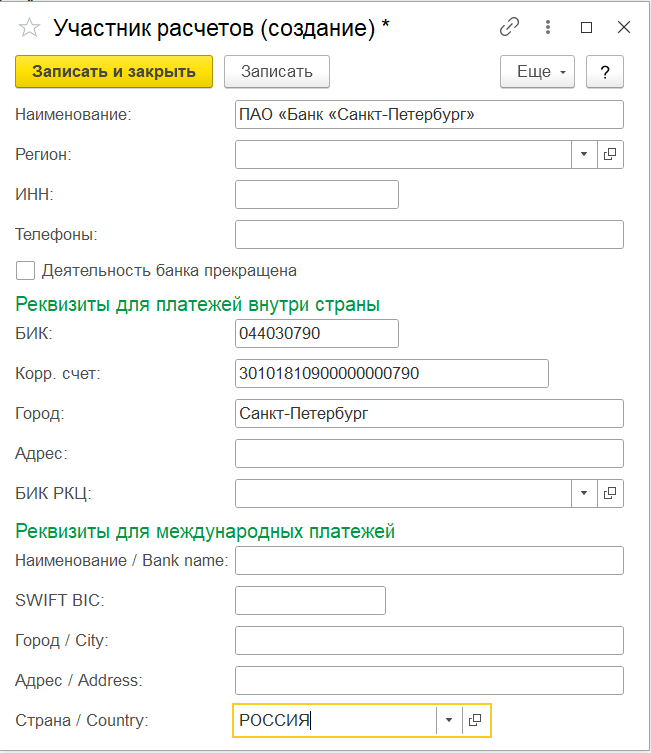 Участник расчетов (создание) *
Записать и закрыть Записать Еще ?
Наименование: ПАО «Банк «Санкт-Петербург»
Регион:
ИНН:
Телефоны:
Деятельность банка прекращена
Реквизиты для платежей внутри страны
БИК: 044030790
Корр. счет: 30101810900000000790
Город: Санкт-Петербург
Адрес:
БИК РКЦ:
Реквизиты для международных платежей
Наименование / Bank name:
SWIFT BIC:
Город / City:
Адрес / Address:
Страна / Country: РОССИЯ